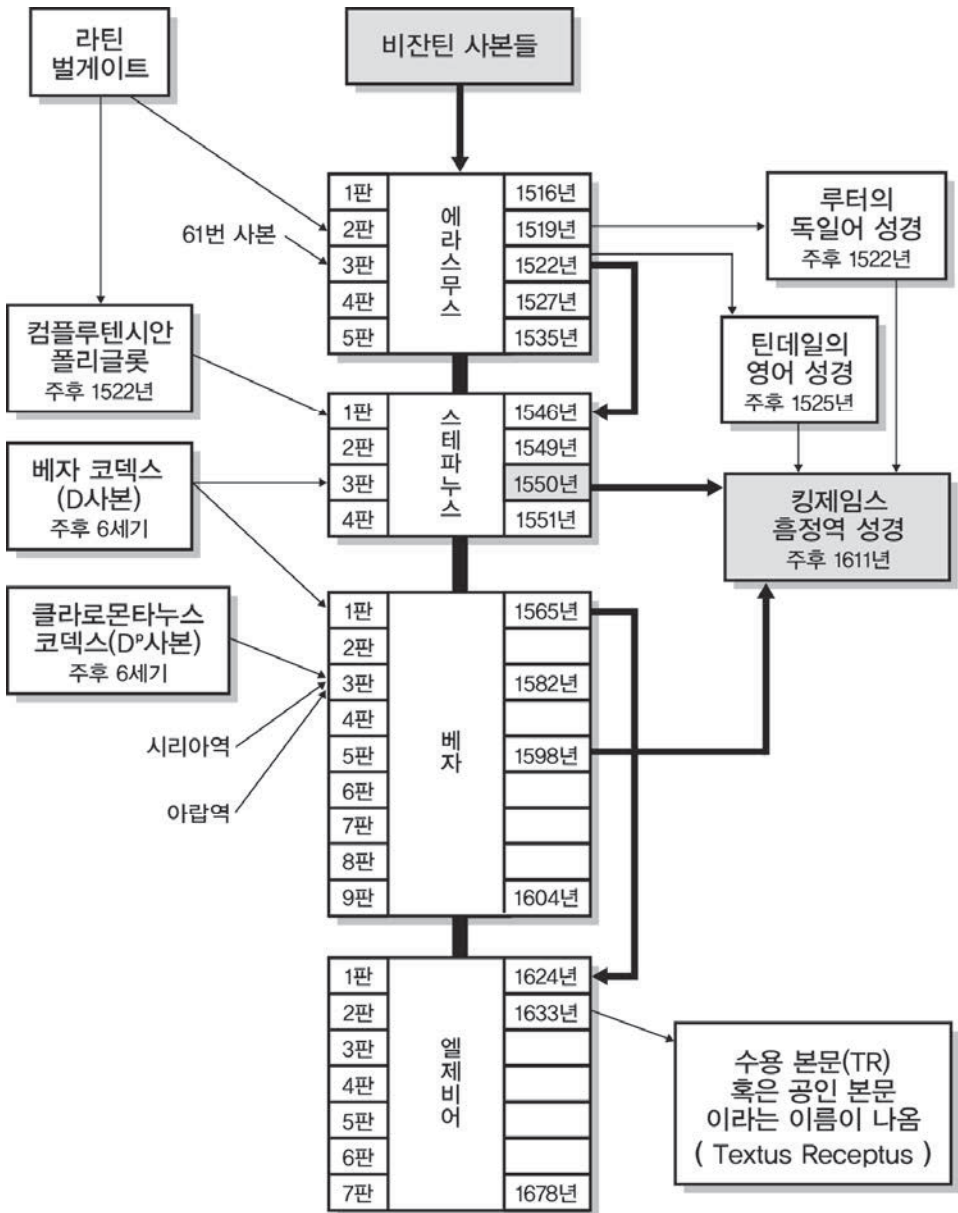 라틴
벌게이트
비잔틴 사본들
1판 1516년
2판 1519년
3판 1522년
4판 1527년
5판 1535년
에라스무스
61번 사본
루터의
독일어 성경
주후 1522년
컴플루텐시안
폴리글롯
주후 1522년
틴데일의
영어 성경
주후 1525년
1판 1546년
2판 1549년
3판 1550년
4판 1551년
스테파누스
베자 코덱스
(D사본)
주후 6세기
킹제임스
흠정역 성경
주후 1611년
클라로몬타누스
코덱스(Dᵖ사본)
주후 6세기
시리아역
아랍역
1판 1565년
2판
3판 1582년
4판
5판 1598년
6판
7판
8판
9판 1604년
베자
1판 1624년
2판 1633년
3판
4판
5판
6판
7판 1678년
엘제비어
수용 본문(TR)
혹은 공인 본문
이라는 이름이 나옴
( Textus Receptus )